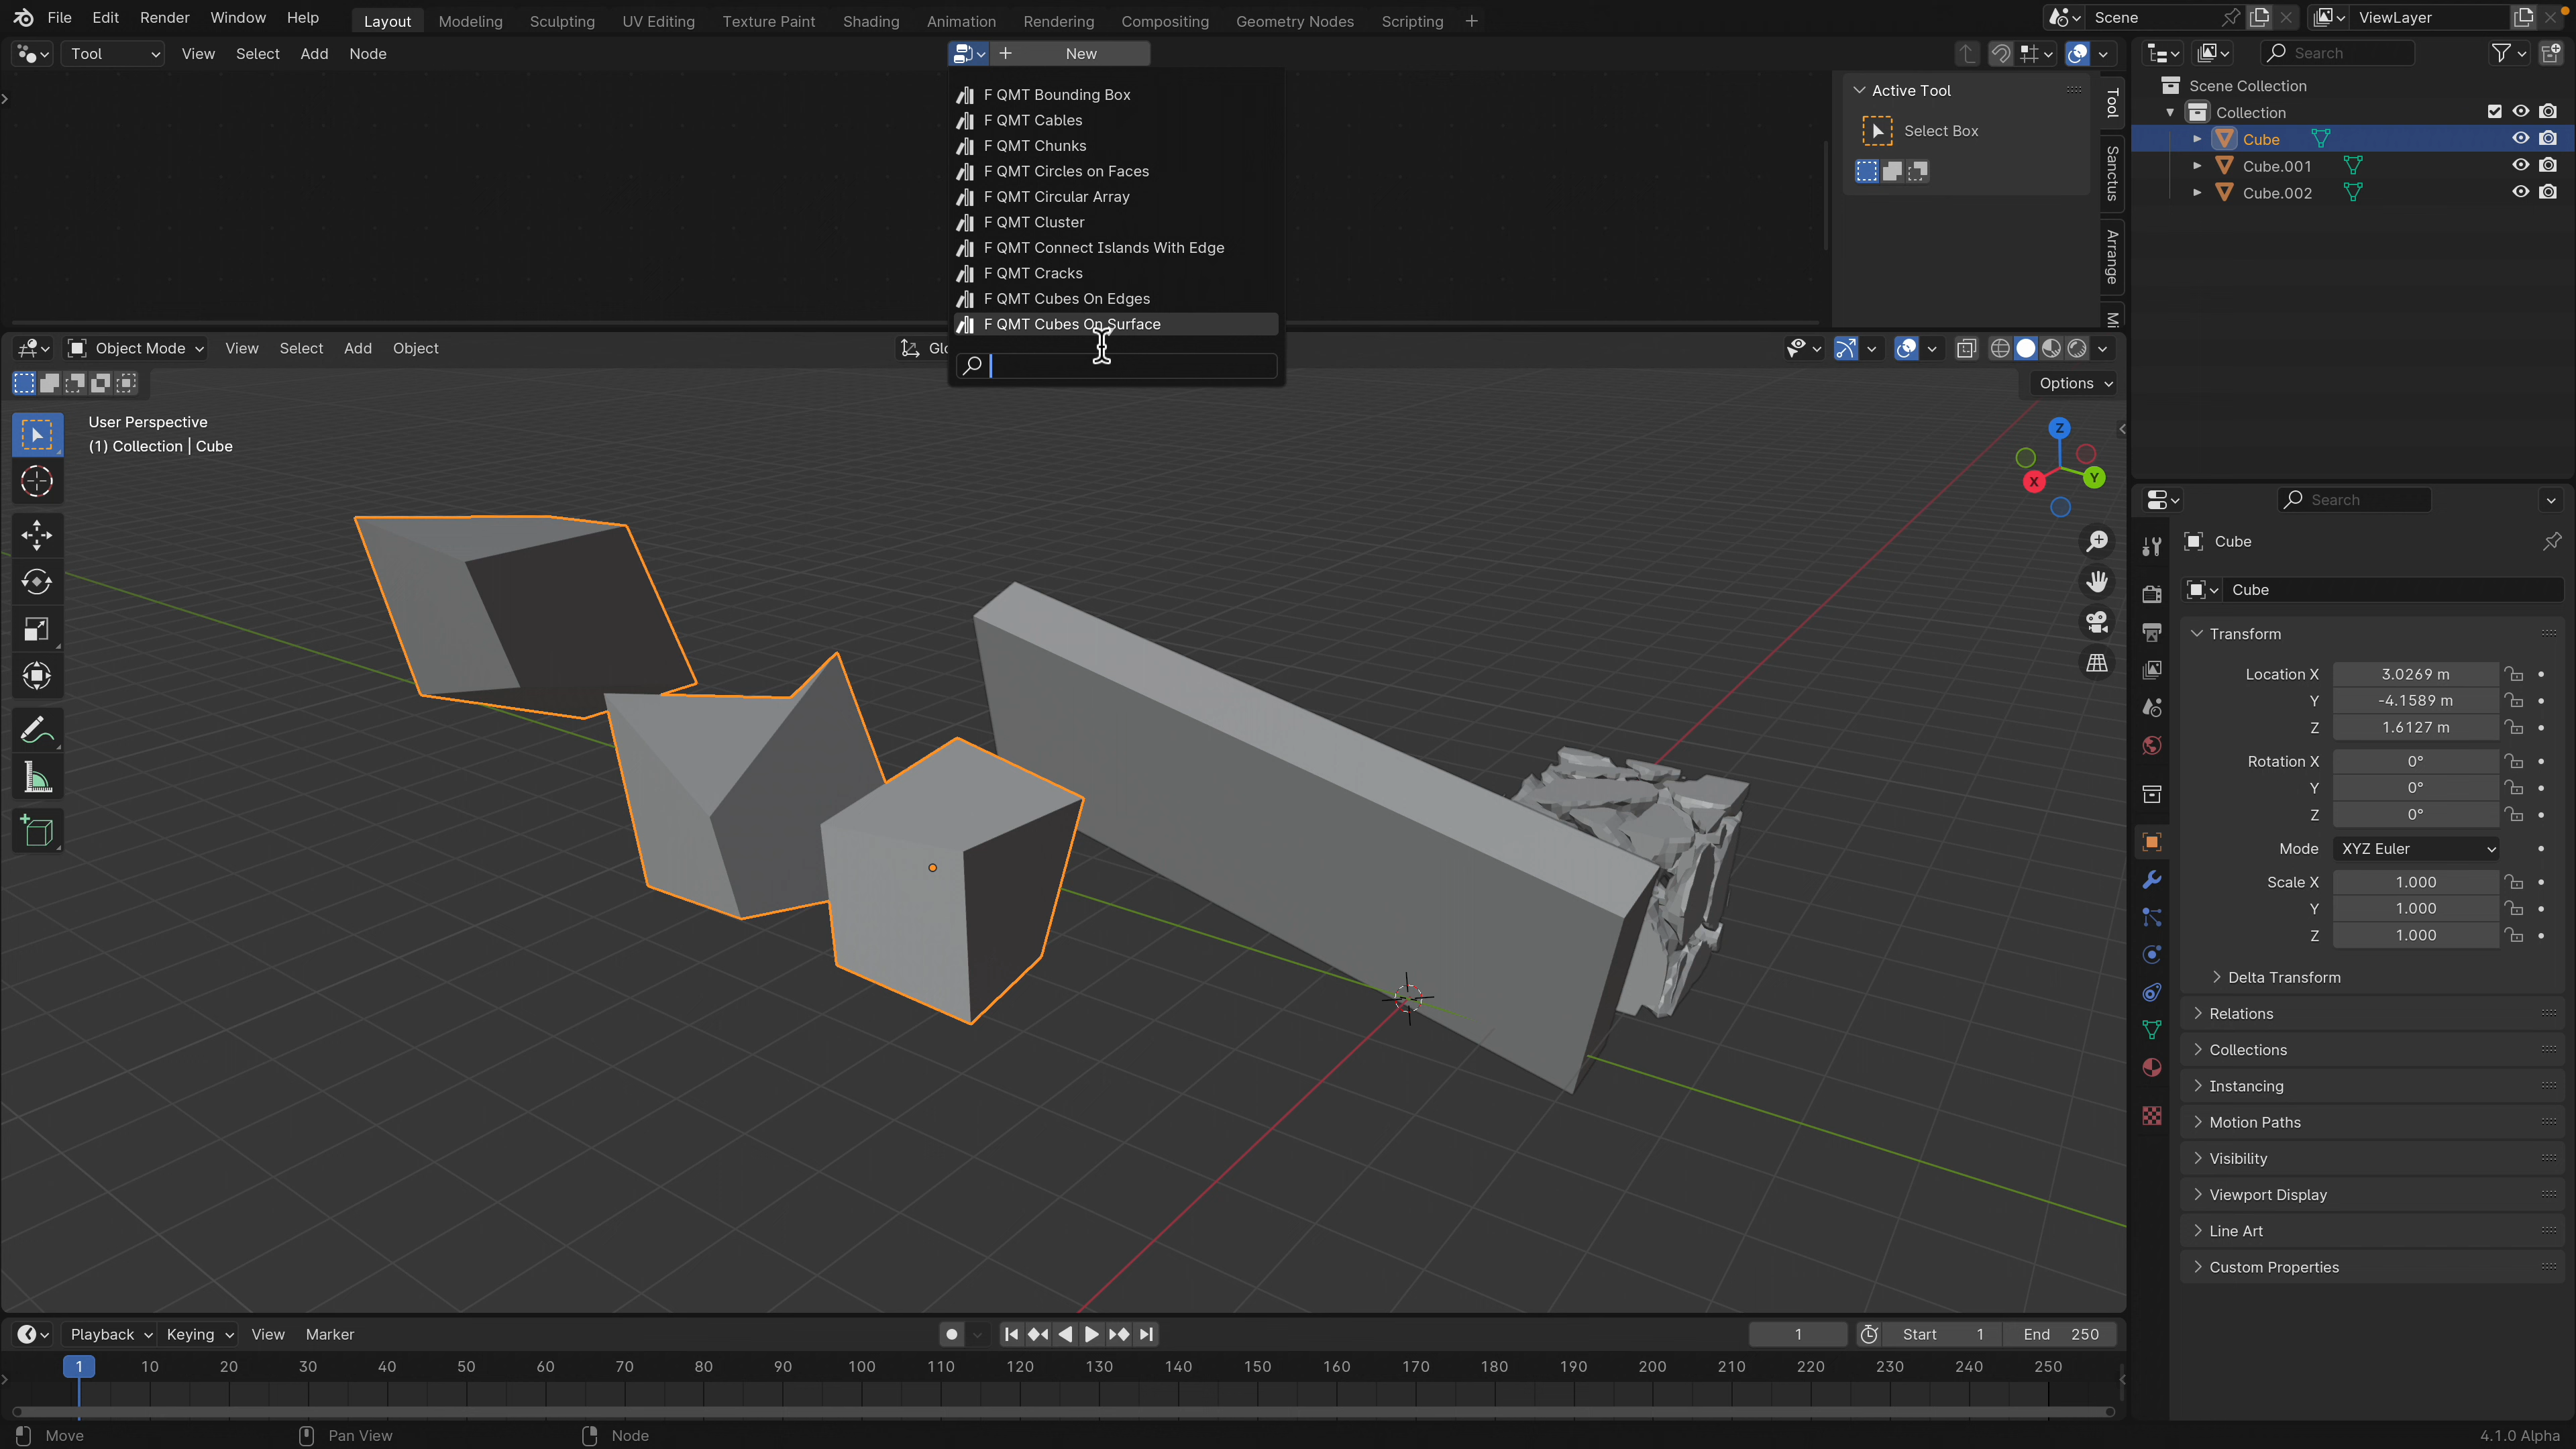 File Edit Render Window Help Layout Modeling Sculpting UV Editing Texture Paint Shading Animation Rendering Compositing Geometry Nodes Scripting + Scene ViewLayer
Tool View Select Add Node + New Search
Active Tool
Select Box
Tool
Sanctus
Arrange
Mi
F QMT Bounding Box
F QMT Cables
F QMT Chunks
F QMT Circles on Faces
F QMT Circular Array
F QMT Cluster
F QMT Connect Islands With Edge
F QMT Cracks
F QMT Cubes On Edges
F QMT Cubes On Surface
Scene Collection
Collection
Cube
Cube.001
Cube.002
Object Mode View Select Add Object Glo
Options
User Perspective
(1) Collection | Cube
Z
Y
X
Search
Cube
Cube
Transform
Location X 3.0269 m
Y -4.1589 m
Z 1.6127 m
Rotation X 0°
Y 0°
Z 0°
Mode XYZ Euler
Scale X 1.000
Y 1.000
Z 1.000
Delta Transform
Relations
Collections
Instancing
Motion Paths
Visibility
Viewport Display
Line Art
Custom Properties
Playback Keying View Marker 1 Start 1 End 250
1 10 20 30 40 50 60 70 80 90 100 110 120 130 140 150 160 170 180 190 200 210 220 230 240 250
Move Pan View Node 4.1.0 Alpha